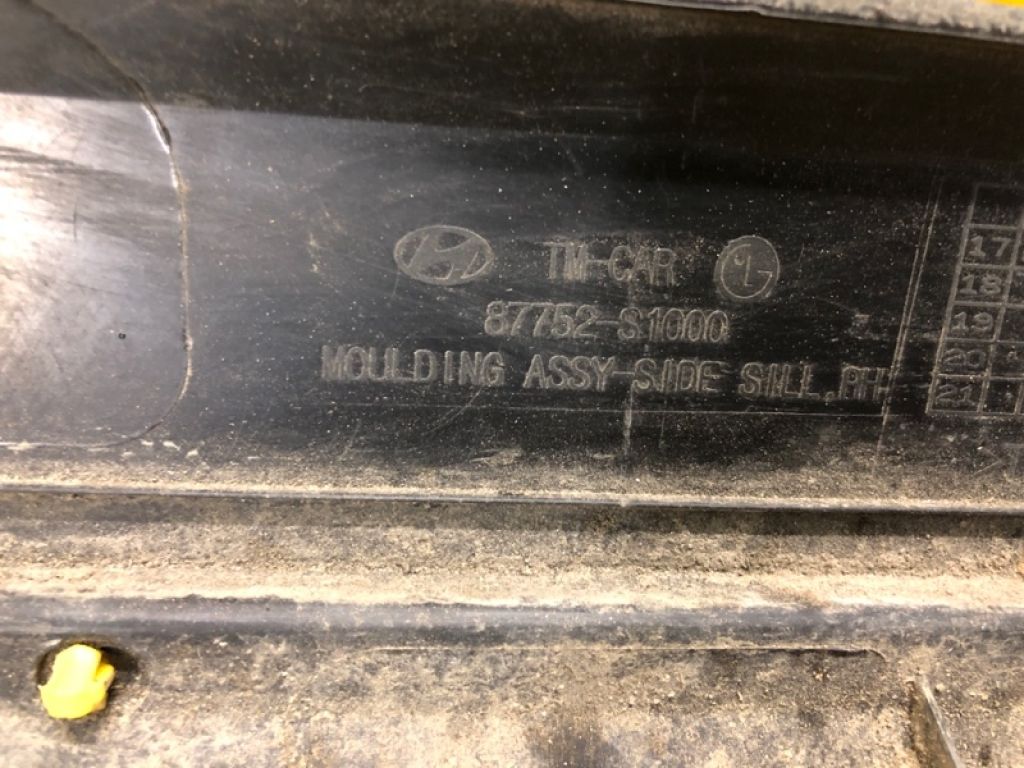 TM-CAR
87752-S1000
MOULDING ASSY-SIDE SILL,RH
17
18
19
20
21